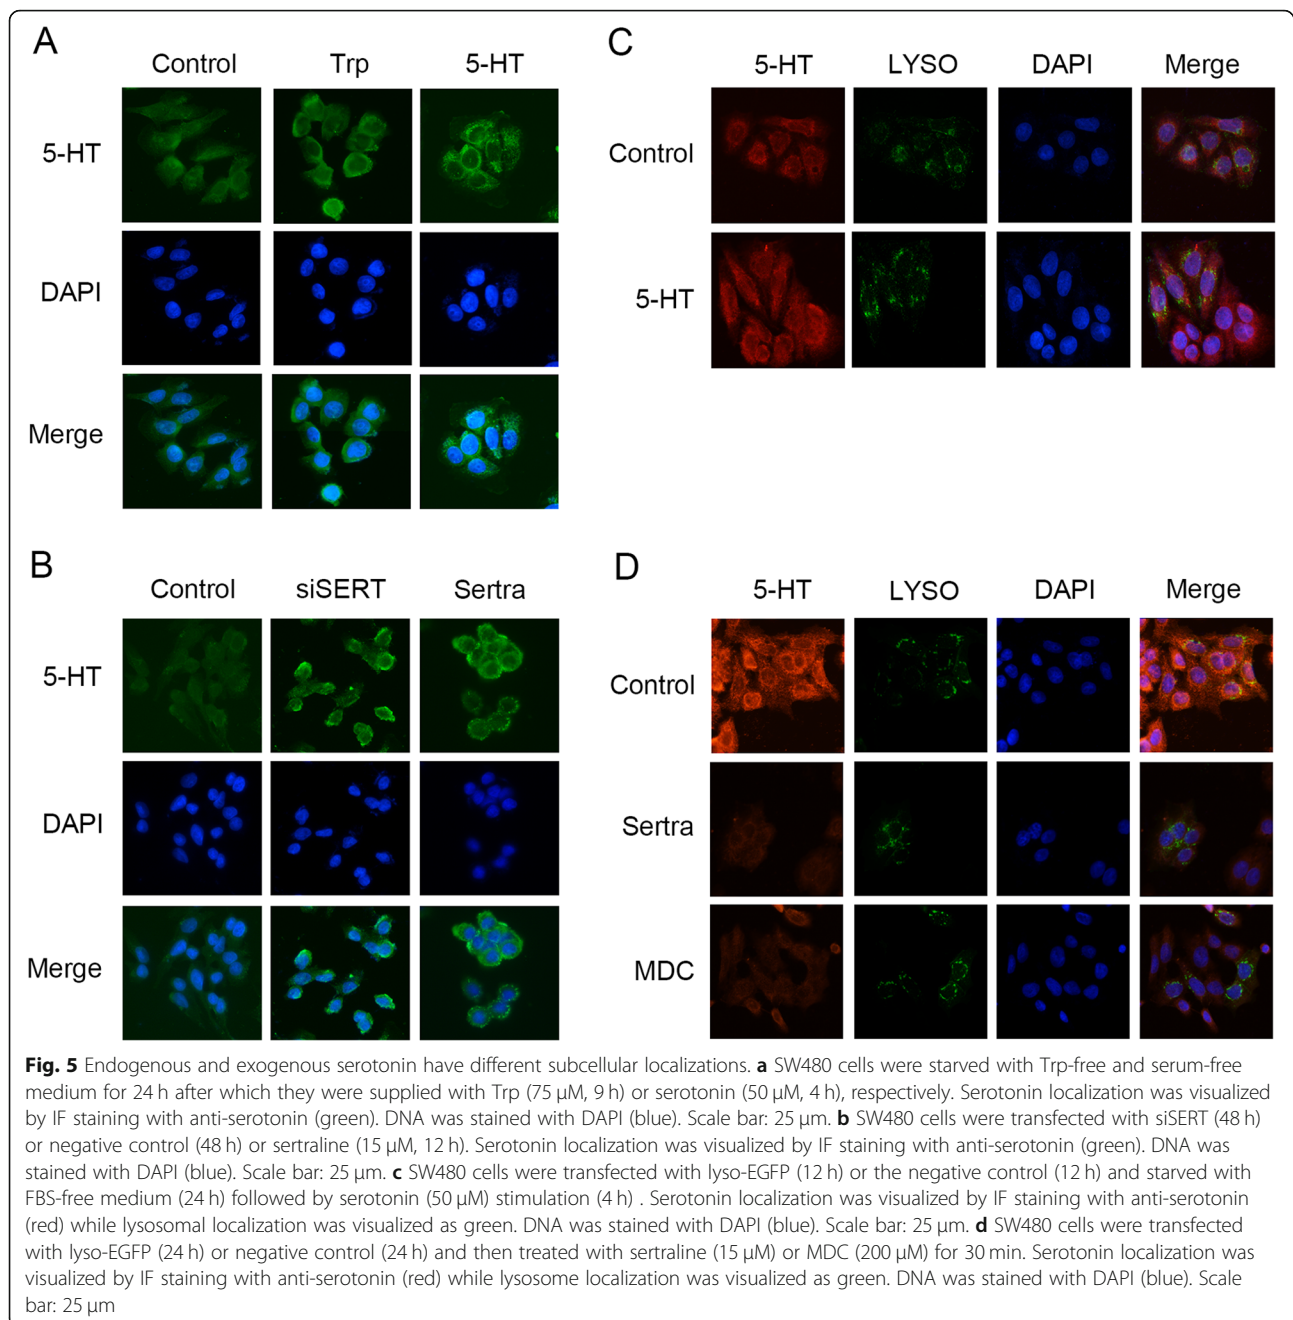 A
Control Trp 5-HT
5-HT
DAPI
Merge
B
Control siSERT Sertra
5-HT
DAPI
Merge
C
5-HT LYSO DAPI Merge
Control
5-HT
D
5-HT LYSO DAPI Merge
Control
Sertra
MDC
Fig. 5 Endogenous and exogenous serotonin have different subcellular localizations. a SW480 cells were starved with Trp-free and serum-free
medium for 24 h after which they were supplied with Trp (75 μM, 9 h) or serotonin (50 μM, 4 h), respectively. Serotonin localization was visualized
by IF staining with anti-serotonin (green). DNA was stained with DAPI (blue). Scale bar: 25 μm. b SW480 cells were transfected with siSERT (48 h)
or negative control (48 h) or sertraline (15 μM, 12 h). Serotonin localization was visualized by IF staining with anti-serotonin (green). DNA was
stained with DAPI (blue). Scale bar: 25 μm. c SW480 cells were transfected with lyso-EGFP (12 h) or the negative control (12 h) and starved with
FBS-free medium (24 h) followed by serotonin (50 μM) stimulation (4 h) . Serotonin localization was visualized by IF staining with anti-serotonin
(red) while lysosomal localization was visualized as green. DNA was stained with DAPI (blue). Scale bar: 25 μm. d SW480 cells were transfected
with lyso-EGFP (24 h) or negative control (24 h) and then treated with sertraline (15 μM) or MDC (200 μM) for 30 min. Serotonin localization was
visualized by IF staining with anti-serotonin (red) while lysosome localization was visualized as green. DNA was stained with DAPI (blue). Scale
bar: 25 μm